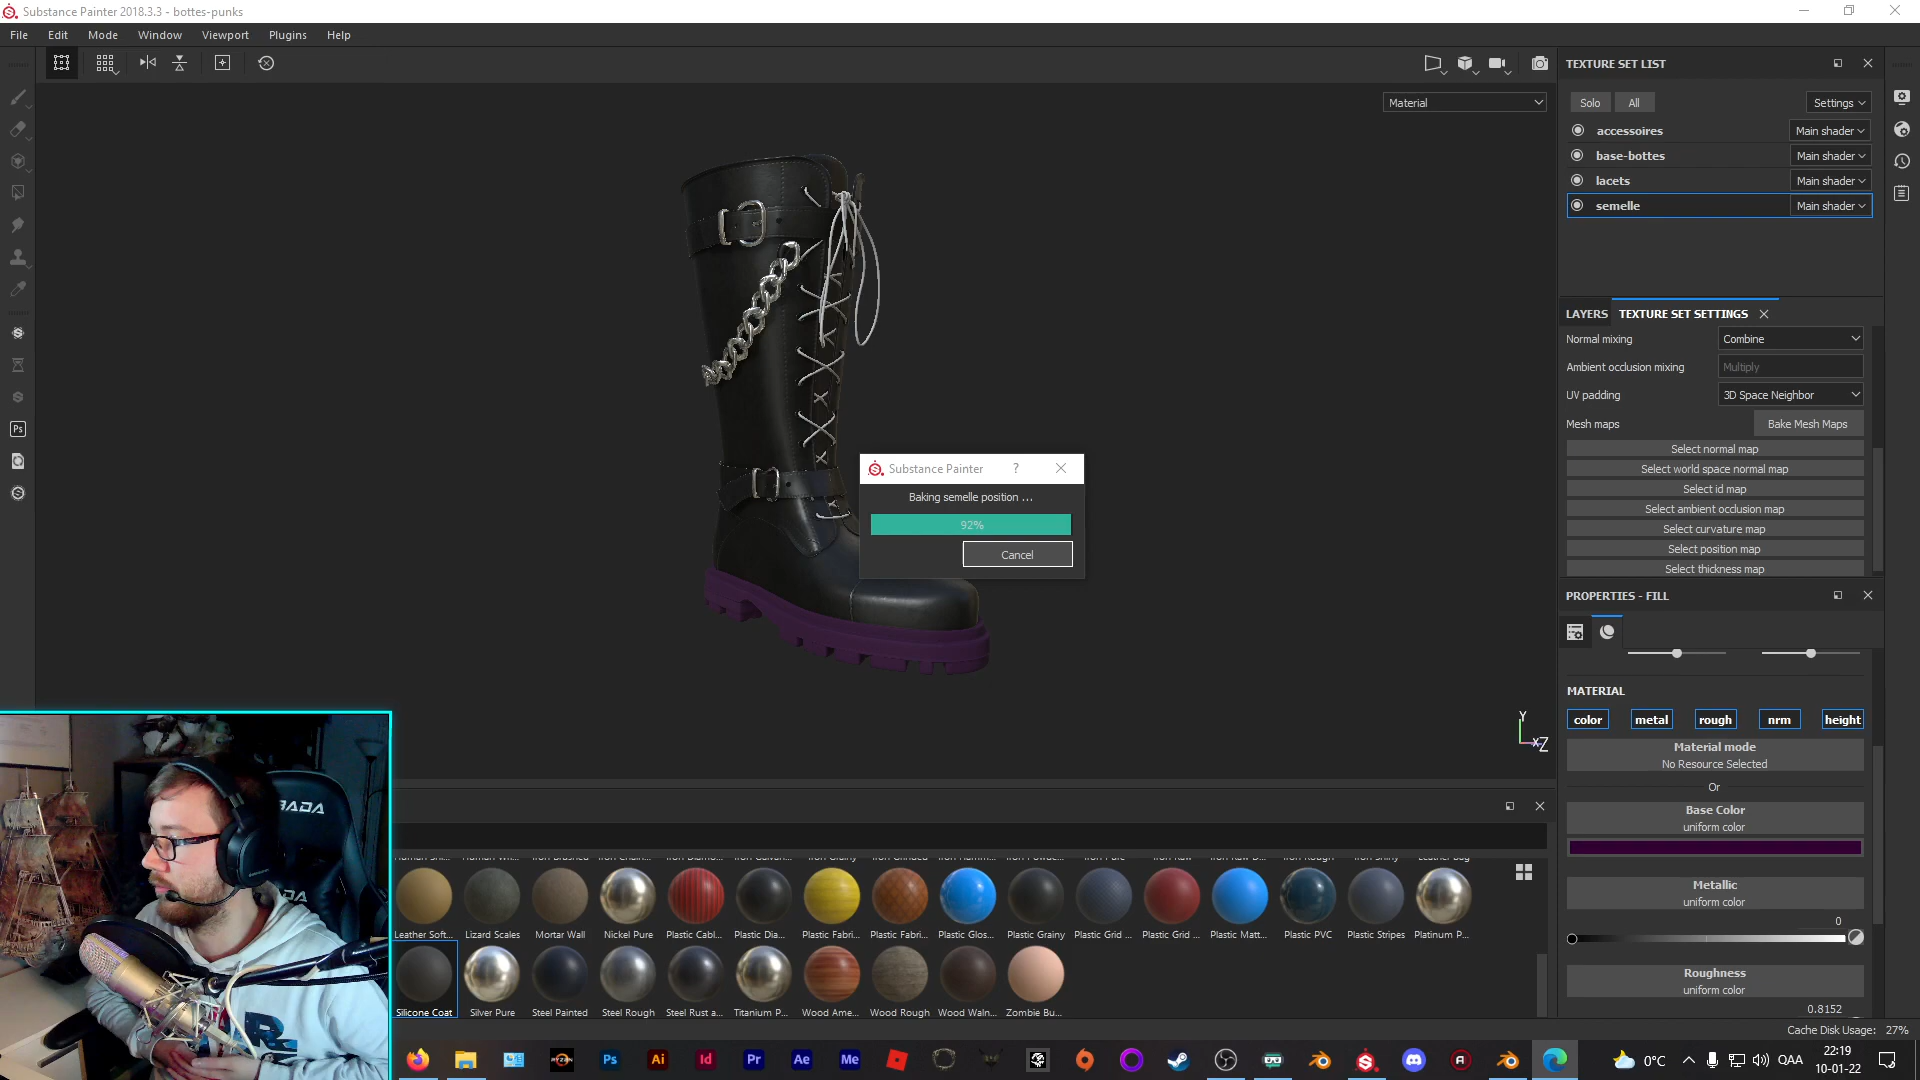 Substance Painter 2018.3.3 - bottes-punks
File Edit Mode Window Viewport Plugins Help
Material
TEXTURE SET LIST
Solo All Settings
accessoires Main shader
base-bottes Main shader
lacets Main shader
semelle Main shader
LAYERS TEXTURE SET SETTINGS
Normal mixing Combine
Ambient occlusion mixing Multiply
UV padding 3D Space Neighbor
Mesh maps Bake Mesh Maps
Select normal map
Select world space normal map
Select id map
Select ambient occlusion map
Select curvature map
Select position map
Select thickness map
Substance Painter ?
Baking semelle position ...
92%
Cancel
PROPERTIES - FILL
MATERIAL
color metal rough nrm height
Material mode
No Resource Selected
Or
Base Color
uniform color
Metallic
uniform color
0
Roughness
uniform color
0.8152
Y
X Z
Ps
Leather Soft... Lizard Scales Mortar Wall Nickel Pure Plastic Cabl... Plastic Dia... Plastic Fabri... Plastic Fabri... Plastic Glos... Plastic Grainy Plastic Grid ... Plastic Grid ... Plastic Matt... Plastic PVC Plastic Stripes Platinum P...
Silicone Coat Silver Pure Steel Painted Steel Rough Steel Rust a... Titanium P... Wood Ame... Wood Rough Wood Waln... Zombie Bu...
Cache Disk Usage: 27%
RYZEN Ps Ai Id Pr Ae Me
0°C QAA 22:19
10-01-22